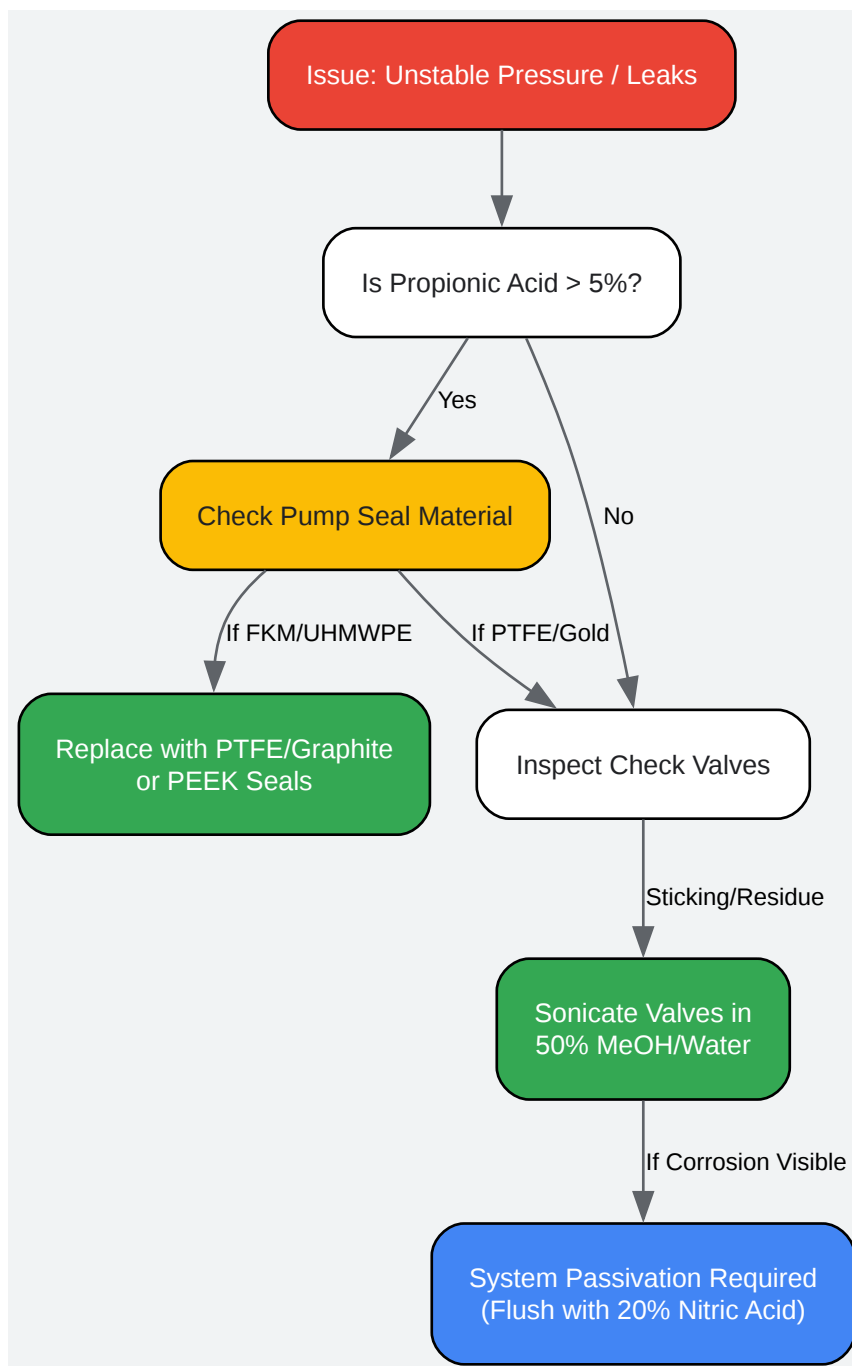 Issue: Unstable Pressure / Leaks
Is Propionic Acid > 5%?
Yes
Check Pump Seal Material
No
If FKM/UHMWPE
If PTFE/Gold
Replace with PTFE/Graphite
or PEEK Seals
Inspect Check Valves
Sticking/Residue
Sonicate Valves in
50% MeOH/Water
If Corrosion Visible
System Passivation Required
(Flush with 20% Nitric Acid)